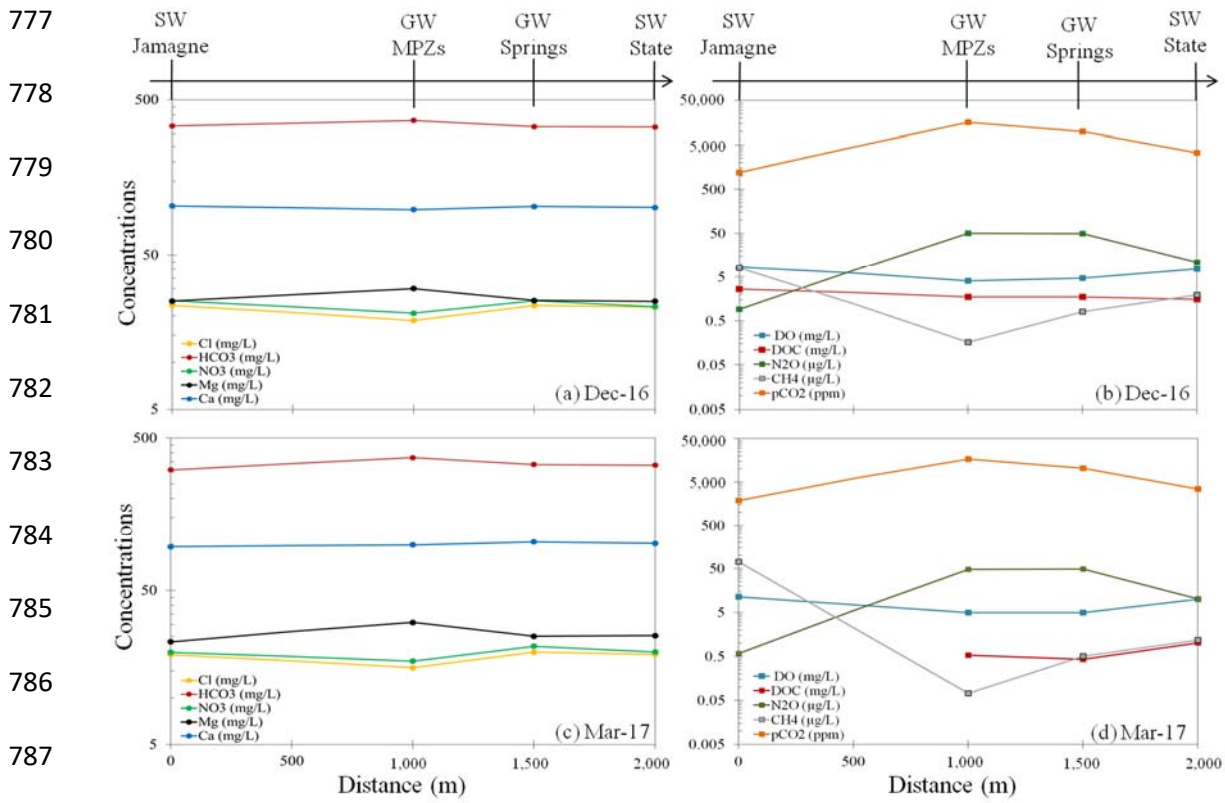 777
778
779
780
781
782
783
784
785
786
787
SW
Jamagne
GW
MPZs
GW
Springs
SW
State
500
50
5
Concentrations
Cl (mg/L)
HCO3 (mg/L)
NO3 (mg/L)
Mg (mg/L)
Ca (mg/L)
(a) Dec-16
SW
Jamagne
GW
MPZs
GW
Springs
SW
State
50,000
5,000
500
50
5
0.5
0.05
0.005
DO (mg/L)
DOC (mg/L)
N2O (µg/L)
CH4 (µg/L)
pCO2 (ppm)
(b) Dec-16
500
50
5
Concentrations
Cl (mg/L)
HCO3 (mg/L)
NO3 (mg/L)
Mg (mg/L)
Ca (mg/L)
(c) Mar-17
0 500 1,000 1,500 2,000
Distance (m)
50,000
5,000
500
50
5
0.5
0.05
0.005
DO (mg/L)
DOC (mg/L)
N2O (µg/L)
CH4 (µg/L)
pCO2 (ppm)
(d) Mar-17
0 500 1,000 1,500 2,000
Distance (m)